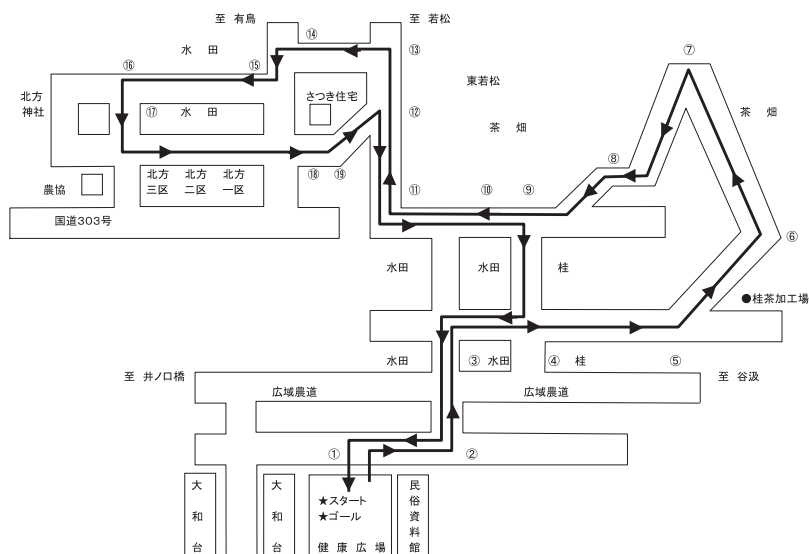 至 有鳥
至 若松
⑭
水 田
⑯
⑮
⑬
⑦
東若松
北方
神社
さつき住宅
⑰
水 田
⑫
茶 畑
茶 畑
⑧
北方
三区
北方
二区
北方
一区
⑱
⑲
農協
⑪
⑩
⑨
国道303号
⑥
水田
水田
桂
●桂茶加工場
水田
③
水田
④
桂
⑤
至 井ノ口橋
至 谷汲
広域農道
広域農道
①
②
大和台
大和台
★スタート
★ゴール
健康広場
民俗資料館